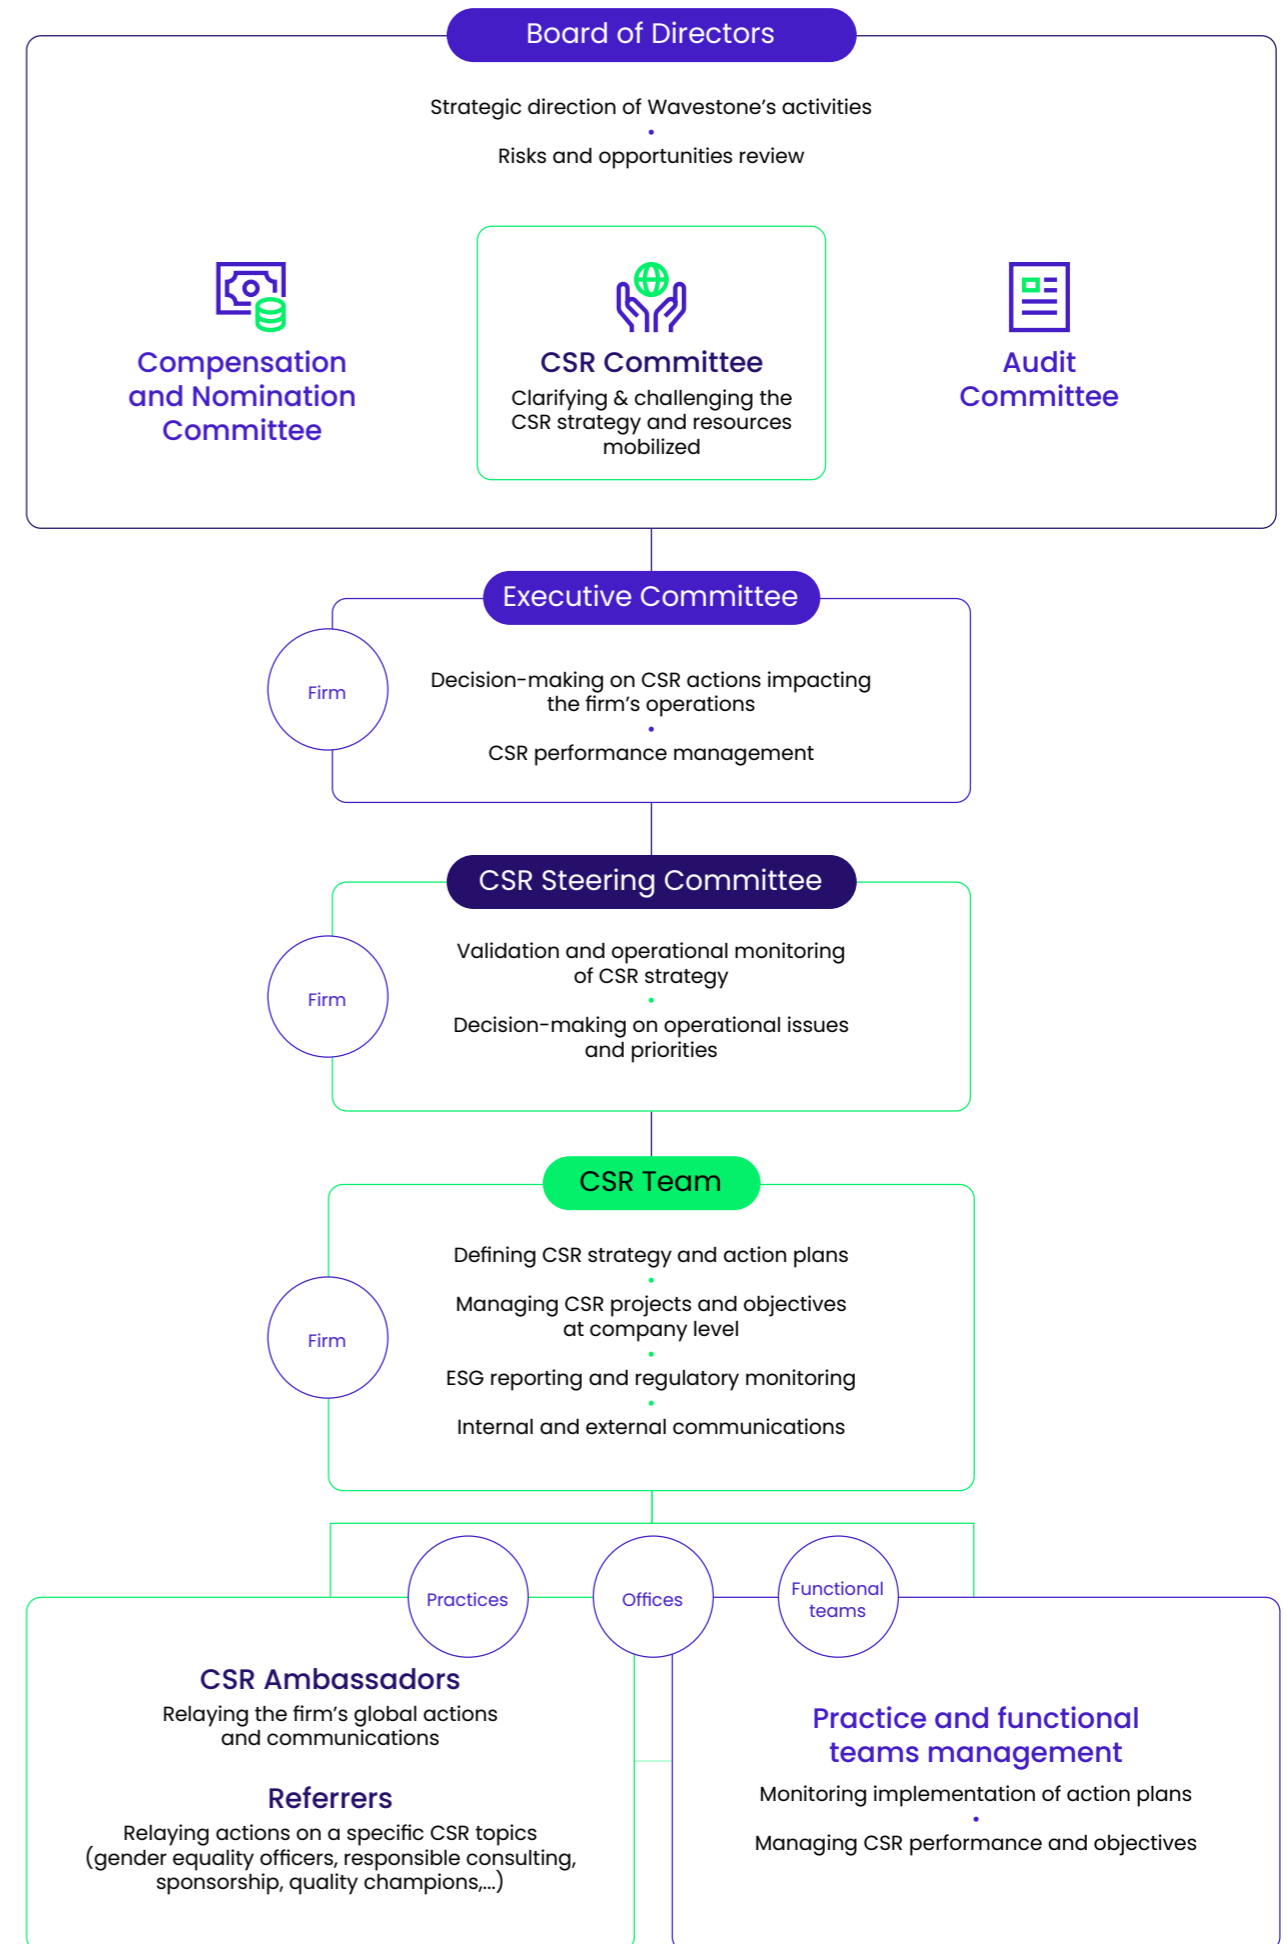 Board of Directors
Strategic direction of Wavestone's activities
•
Risks and opportunities review
Compensation
and Nomination
Committee
CSR Committee
Clarifying & challenging the
CSR strategy and resources
mobilized
Audit
Committee
Executive Committee
Firm
Decision-making on CSR actions impacting
the firm's operations
•
CSR performance management
CSR Steering Committee
Firm
Validation and operational monitoring
of CSR strategy
•
Decision-making on operational issues
and priorities
CSR Team
Firm
Defining CSR strategy and action plans
•
Managing CSR projects and objectives
at company level
•
ESG reporting and regulatory monitoring
•
Internal and external communications
Practices
Offices
Functional
teams
CSR Ambassadors
Relaying the firm's global actions
and communications
Referrers
Relaying actions on a specific CSR topics
(gender equality officers, responsible consulting,
sponsorship, quality champions,...)
Practice and functional
teams management
Monitoring implementation of action plans
•
Managing CSR performance and objectives